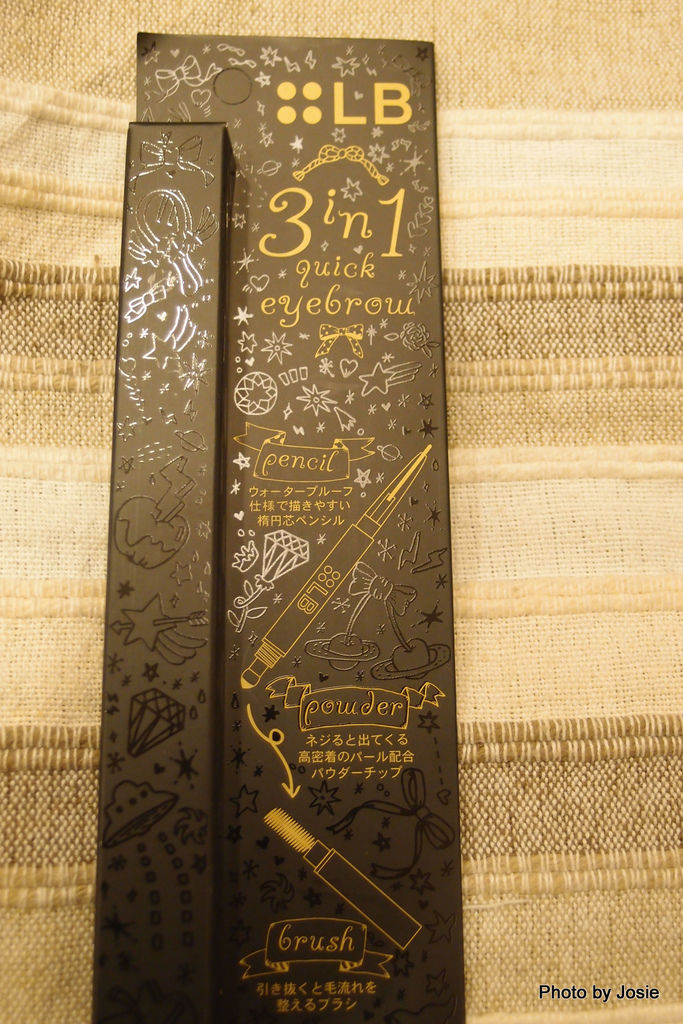 LB
3in1
quick
eyebrow
pencil
ウォータープルーフ
仕様で描きやすい
楕円芯ペンシル
LB
powder
ネジると出てくる
高密着のパール配合
パウダーチップ
brush
引き抜くと毛流れを
整えるブラシ
Photo by Josie